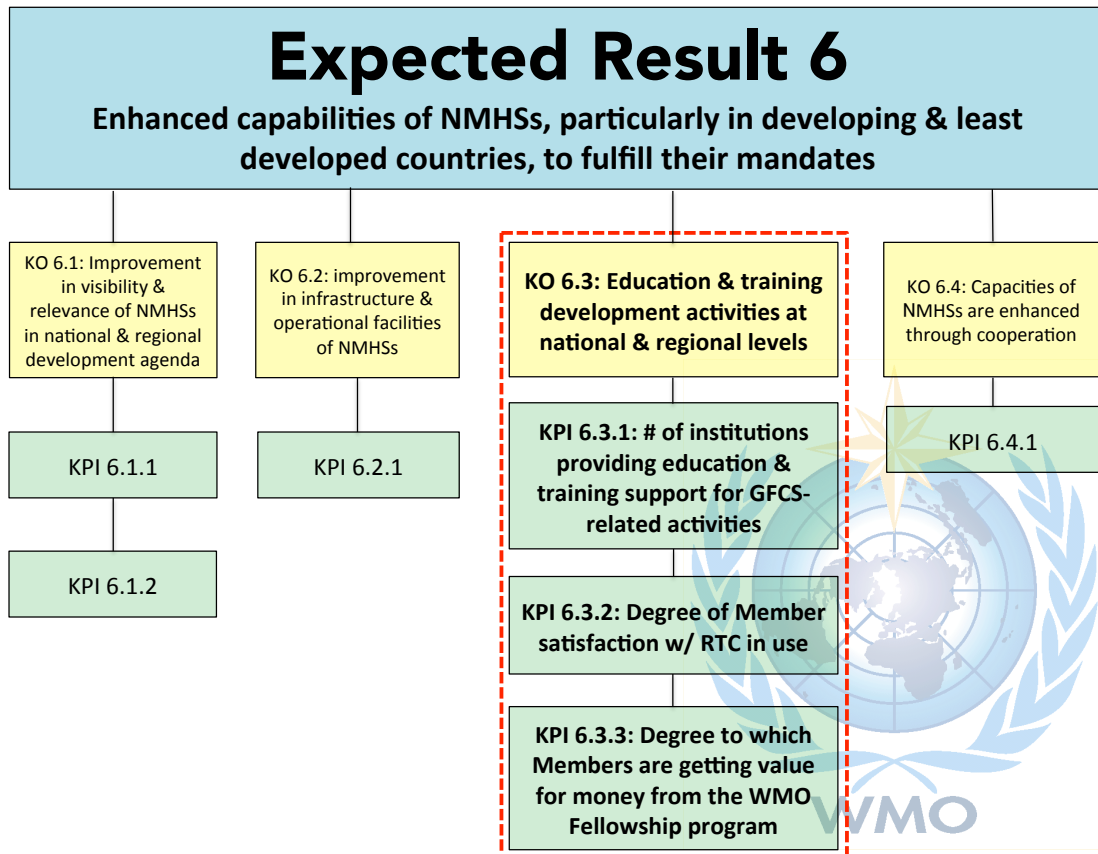 Expected Result 6
Enhanced capabilities of NMHSs, particularly in developing & least
developed countries, to fulfill their mandates
KO 6.1: Improvement
in visibility &
relevance of NMHSs
in national & regional
development agenda
KPI 6.1.1
KPI 6.1.2
KO 6.2: improvement
in infrastructure &
operational facilities
of NMHSs
KPI 6.2.1
KO 6.3: Education & training
development activities at
national & regional levels
KPI 6.3.1: # of institutions
providing education &
training support for GFCS-
related activities
KPI 6.3.2: Degree of Member
satisfaction w/ RTC in use
KPI 6.3.3: Degree to which
Members are getting value
for money from the WMO
Fellowship program
KO 6.4: Capacities of
NMHSs are enhanced
through cooperation
KPI 6.4.1
WMO